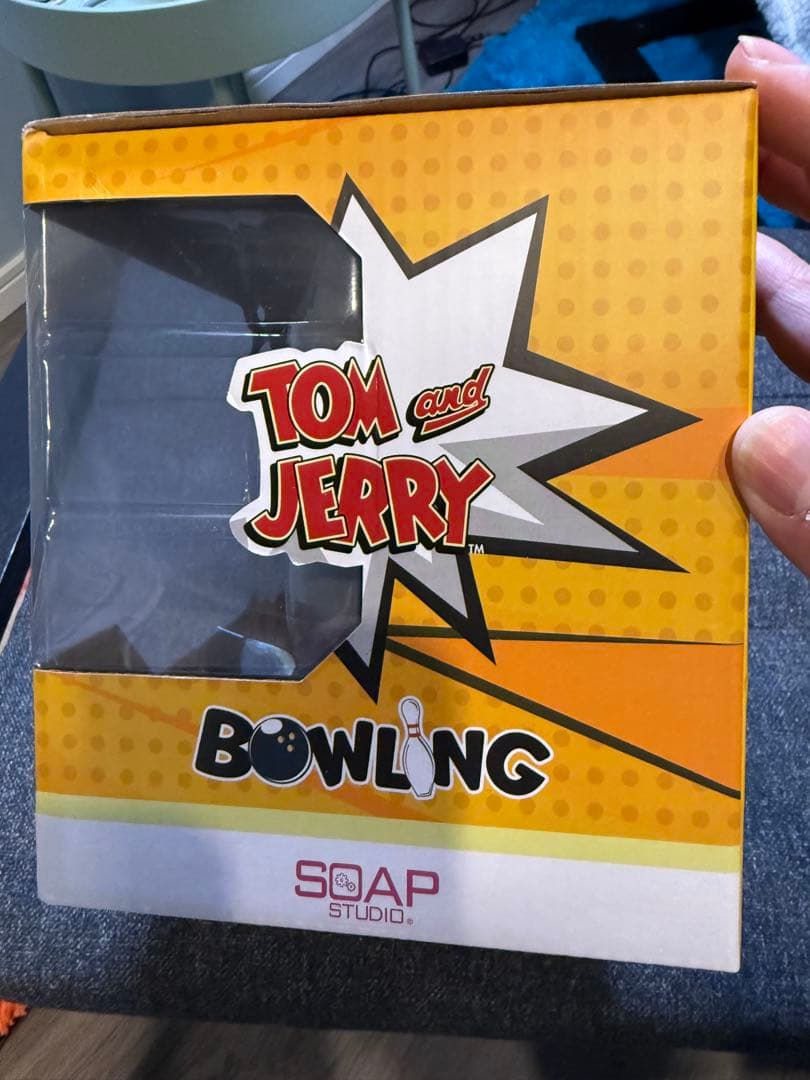 TOM and
JERRY™
BOWLING
SOAP
STUDIO®